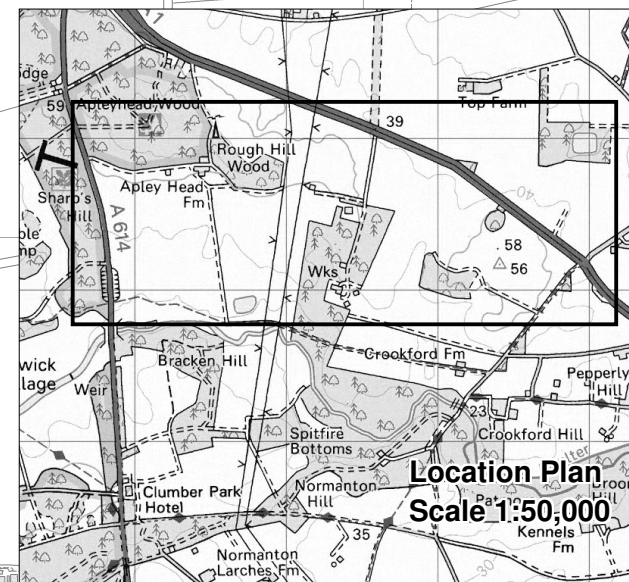 odge
59
Apleyhead Wood
39
Top Farm
Rough Hill
Wood
Apley Head
Fm
Sharp's
Hill
A 614
40
58
56
Wks
Crookford Fm
wick
llage
Weir
Bracken Hill
Pepperly
Hill
23
Crookford Hill
Spitfire
Bottoms
Location Plan
Scale 1:50,000
Clumber Park
Hotel
Normanton
Hill
35
Kennels
Fm
30
Normanton
Larches Fm